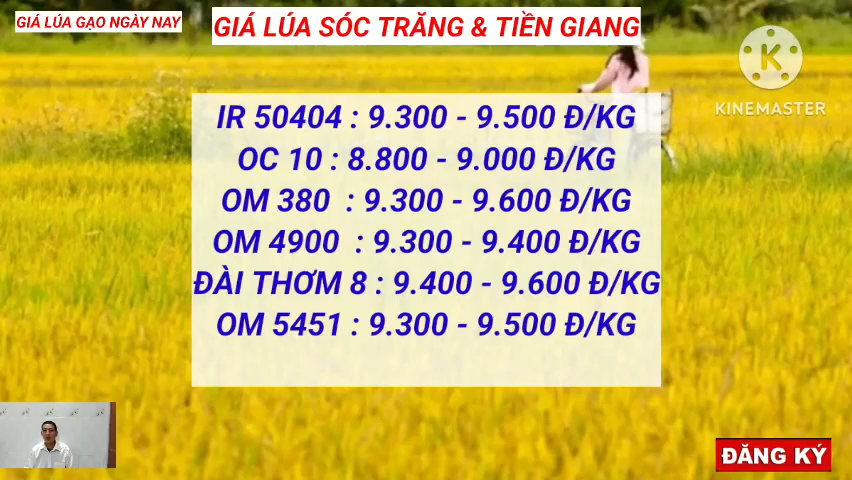 GIÁ LÚA GẠO NGÀY NAY
GIÁ LÚA SÓC TRĂNG & TIỀN GIANG
KINEMASTER
IR 50404 : 9.300 - 9.500 Đ/KG
OC 10 : 8.800 - 9.000 Đ/KG
OM 380 : 9.300 - 9.600 Đ/KG
OM 4900 : 9.300 - 9.400 Đ/KG
ĐÀI THƠM 8 : 9.400 - 9.600 Đ/KG
OM 5451 : 9.300 - 9.500 Đ/KG
ĐĂNG KÝ